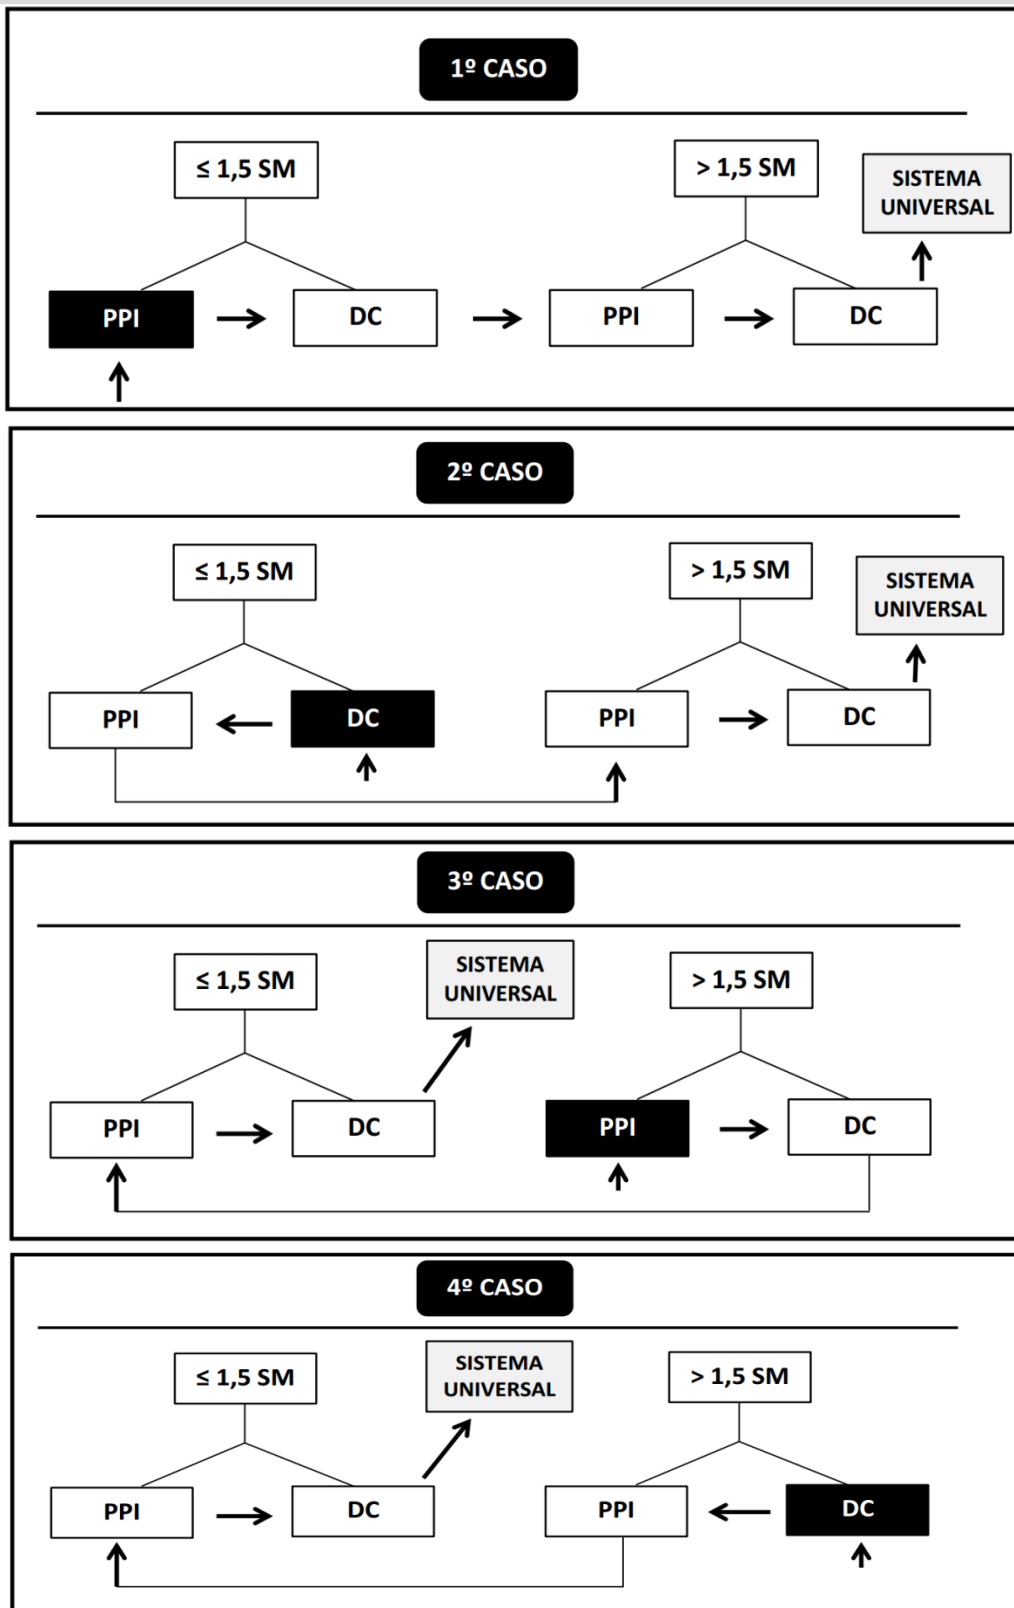 1º CASO
≤ 1,5 SM
> 1,5 SM
SISTEMA
UNIVERSAL
PPI
DC
PPI
DC
2º CASO
≤ 1,5 SM
> 1,5 SM
SISTEMA
UNIVERSAL
PPI
DC
PPI
DC
3º CASO
≤ 1,5 SM
SISTEMA
UNIVERSAL
> 1,5 SM
PPI
DC
PPI
DC
4º CASO
≤ 1,5 SM
SISTEMA
UNIVERSAL
> 1,5 SM
PPI
DC
PPI
DC